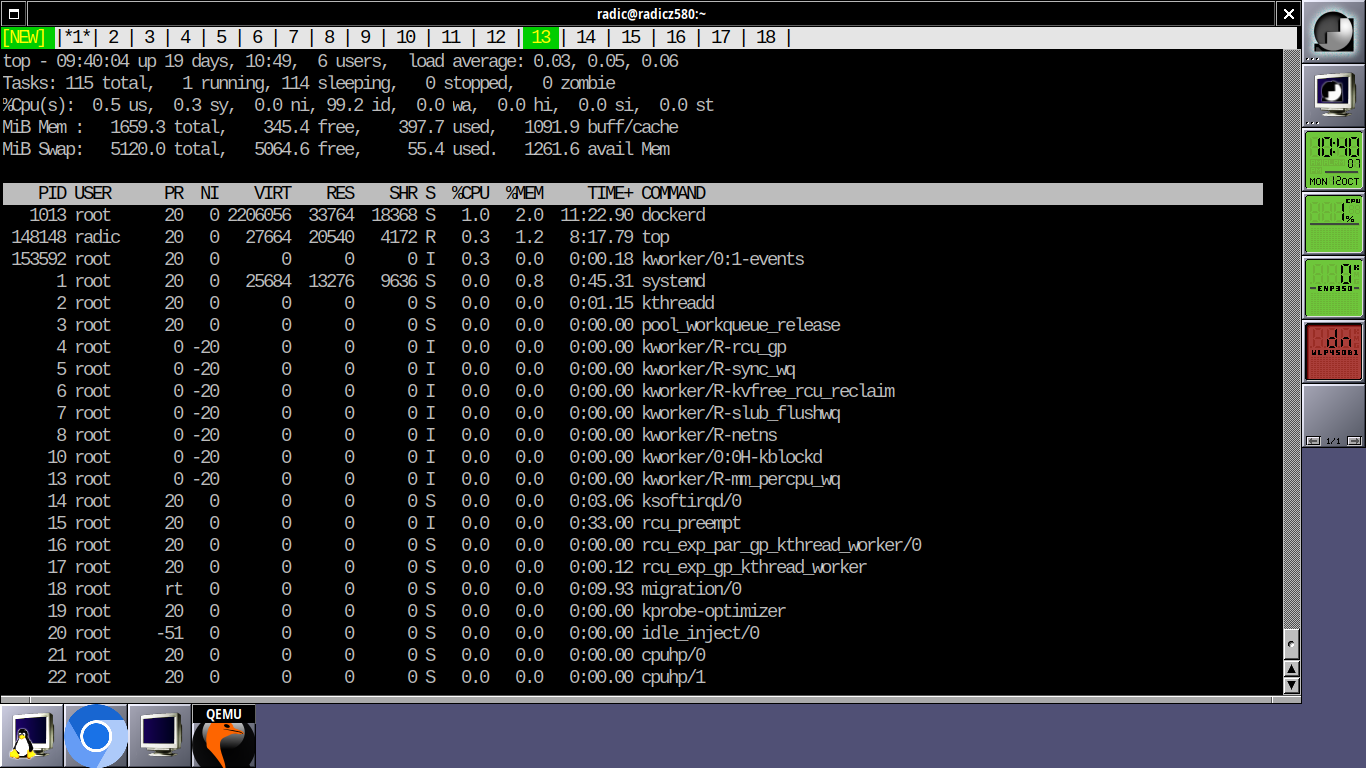 radic@radicz580:~
[NEW] |*1*| 2 | 3 | 4 | 5 | 6 | 7 | 8 | 9 | 10 | 11 | 12 | 13 | 14 | 15 | 16 | 17 | 18 |
top - 09:40:04 up 19 days, 10:49,  6 users,  load average: 0.03, 0.05, 0.06
Tasks: 115 total,   1 running, 114 sleeping,   0 stopped,   0 zombie
%Cpu(s):  0.5 us,  0.3 sy,  0.0 ni, 99.2 id,  0.0 wa,  0.0 hi,  0.0 si,  0.0 st
MiB Mem :   1659.3 total,    345.4 free,    397.7 used,   1091.9 buff/cache
MiB Swap:   5120.0 total,   5064.6 free,     55.4 used.   1261.6 avail Mem
PID USER      PR  NI    VIRT    RES    SHR S  %CPU  %MEM     TIME+ COMMAND
1013 root      20   0 2206056  33764  18368 S   1.0   2.0  11:22.90 dockerd
148148 radic     20   0   27664  20540   4172 R   0.3   1.2   8:17.79 top
153592 root      20   0       0      0      0 I   0.3   0.0   0:00.18 kworker/0:1-events
1 root      20   0   25684  13276   9636 S   0.0   0.8   0:45.31 systemd
2 root      20   0       0      0      0 S   0.0   0.0   0:01.15 kthreadd
3 root      20   0       0      0      0 S   0.0   0.0   0:00.00 pool_workqueue_release
4 root       0 -20       0      0      0 I   0.0   0.0   0:00.00 kworker/R-rcu_gp
5 root       0 -20       0      0      0 I   0.0   0.0   0:00.00 kworker/R-sync_wq
6 root       0 -20       0      0      0 I   0.0   0.0   0:00.00 kworker/R-kvfree_rcu_reclaim
7 root       0 -20       0      0      0 I   0.0   0.0   0:00.00 kworker/R-slub_flushwq
8 root       0 -20       0      0      0 I   0.0   0.0   0:00.00 kworker/R-netns
10 root       0 -20       0      0      0 I   0.0   0.0   0:00.00 kworker/0:0H-kblockd
13 root       0 -20       0      0      0 I   0.0   0.0   0:00.00 kworker/R-mm_percpu_wq
14 root      20   0       0      0      0 S   0.0   0.0   0:03.06 ksoftirqd/0
15 root      20   0       0      0      0 I   0.0   0.0   0:33.00 rcu_preempt
16 root      20   0       0      0      0 S   0.0   0.0   0:00.00 rcu_exp_par_gp_kthread_worker/0
17 root      20   0       0      0      0 S   0.0   0.0   0:00.12 rcu_exp_gp_kthread_worker
18 root      rt   0       0      0      0 S   0.0   0.0   0:09.93 migration/0
19 root      20   0       0      0      0 S   0.0   0.0   0:00.00 kprobe-optimizer
20 root     -51   0       0      0      0 S   0.0   0.0   0:00.00 idle_inject/0
21 root      20   0       0      0      0 S   0.0   0.0   0:00.00 cpuhp/0
22 root      20   0       0      0      0 S   0.0   0.0   0:00.00 cpuhp/1
10:40
07
MON 12OCT
CPU
1%
0K
-ENP3S0-
dn
WLP4S0B1
1/1
QEMU